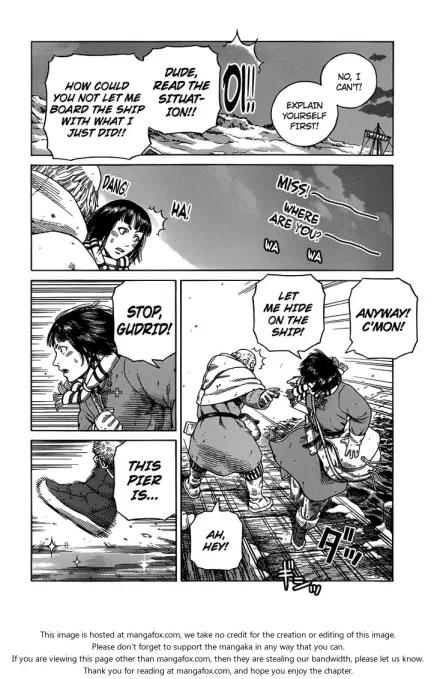 NO, I
CAN'T!
EXPLAIN
YOURSELF
FIRST!
OI!!
DUDE,
READ THE
SITUAT-
ION!!
HOW COULD
YOU NOT LET ME
BOARD THE SHIP
WITH WHAT I
JUST DID!!
MISS!
WHERE
ARE YOU?
WA
WA
HA!
DANG!
ANYWAY!
C'MON!
LET
ME HIDE
ON THE
SHIP!
AH,
HEY!
ダッ
ギシッ
STOP,
GUDRID!
THIS
PIER
IS...
This image is hosted at mangafox.com, we take no credit for the creation or editing of this image.
Please don't forget to support the mangaka in any way that you can.
If you are viewing this page other than mangafox.com, then they are stealing our bandwidth, please let us know.
Thank you for reading at mangafox.com, and hope you enjoy the chapter.